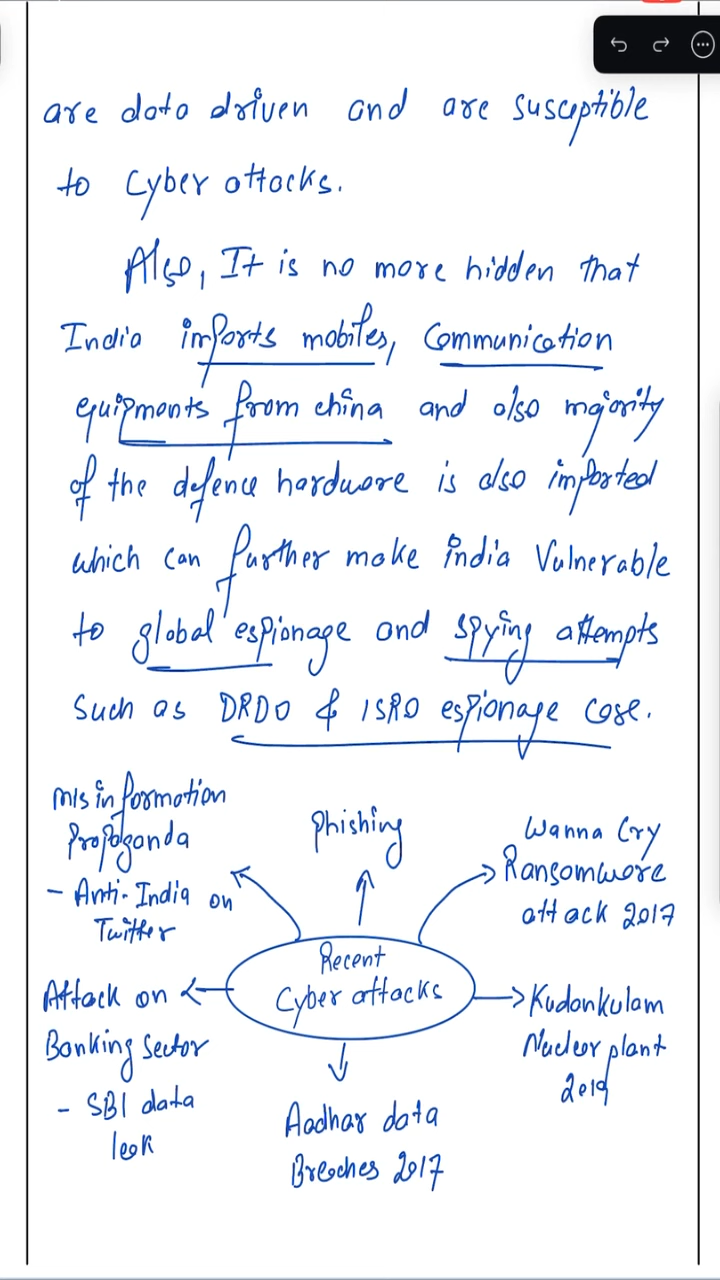 are data driven and are susceptible
to Cyber attacks.
Also, It is no more hidden that
India imports mobiles, Communication
equipments from china and also majority
of the defence hardware is also imported
which can further make india Vulnerable
to global espionage and spying attempts
Such as DRDO & ISRO espionage case.
misinformation
Propaganda
- Anti-India on
Twitter
Phishing
Wanna Cry
Ransomware
attack 2017
Recent
Cyber attacks
Attack on
Banking Sector
- SBI data
leak
Kudankulam
Nuclear plant
2019
Aadhar data
Breaches 2017